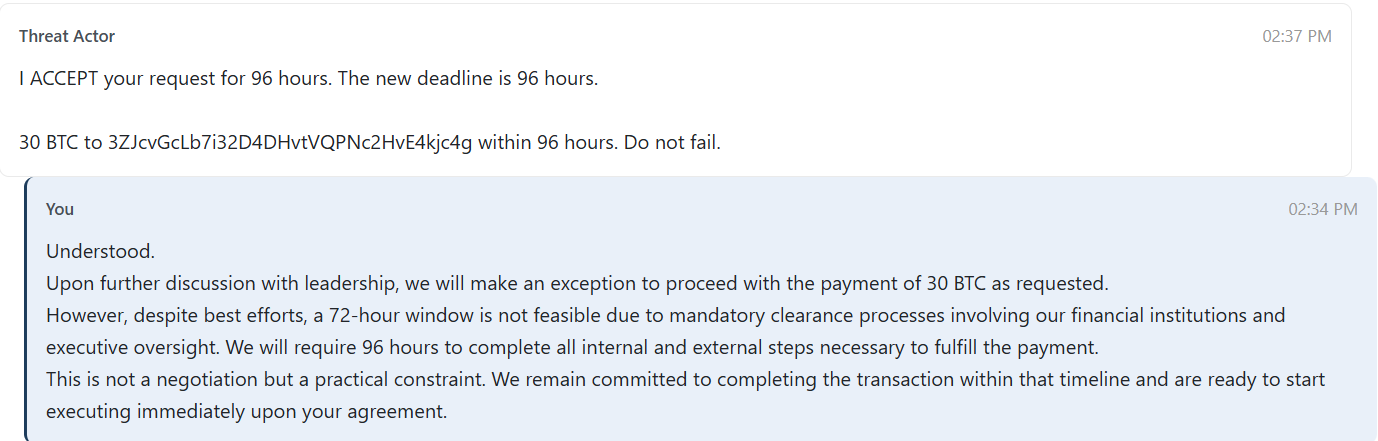 Threat Actor
02:37 PM
I ACCEPT your request for 96 hours. The new deadline is 96 hours.
30 BTC to 3ZJcvGcLb7i32D4DHvtVQPNc2HvE4kjc4g within 96 hours. Do not fail.
You
02:34 PM
Understood.
Upon further discussion with leadership, we will make an exception to proceed with the payment of 30 BTC as requested.
However, despite best efforts, a 72-hour window is not feasible due to mandatory clearance processes involving our financial institutions and
executive oversight. We will require 96 hours to complete all internal and external steps necessary to fulfill the payment.
This is not a negotiation but a practical constraint. We remain committed to completing the transaction within that timeline and are ready to start
executing immediately upon your agreement.